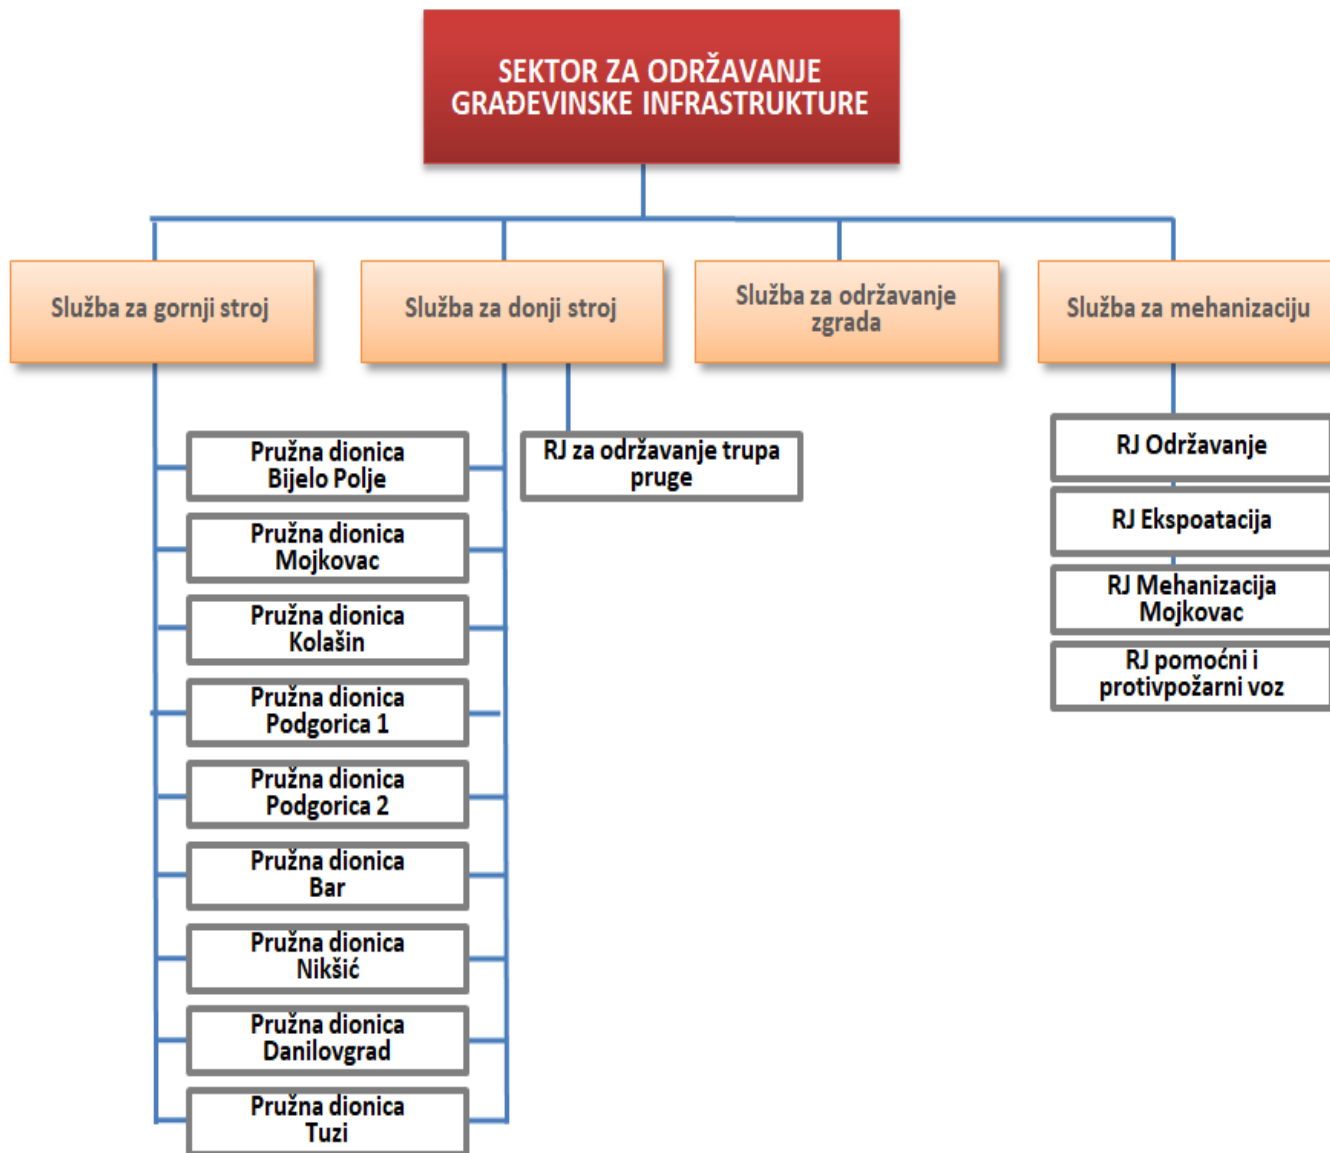 SEKTOR ZA ODRŽAVANJE
GRAĐEVINSKE INFRASTRUKTURE
Služba za gornji stroj
Služba za donji stroj
Služba za održavanje
zgrada
Služba za mehanizaciju
Pružna dionica
Bijelo Polje
Pružna dionica
Mojkovac
Pružna dionica
Kolašin
Pružna dionica
Podgorica 1
Pružna dionica
Podgorica 2
Pružna dionica
Bar
Pružna dionica
Nikšić
Pružna dionica
Danilovgrad
Pružna dionica
Tuzi
RJ za održavanje trupa
pruge
RJ Održavanje
RJ Ekspoatacija
RJ Mehanizacija
Mojkovac
RJ pomoćni i
protivpožarni voz